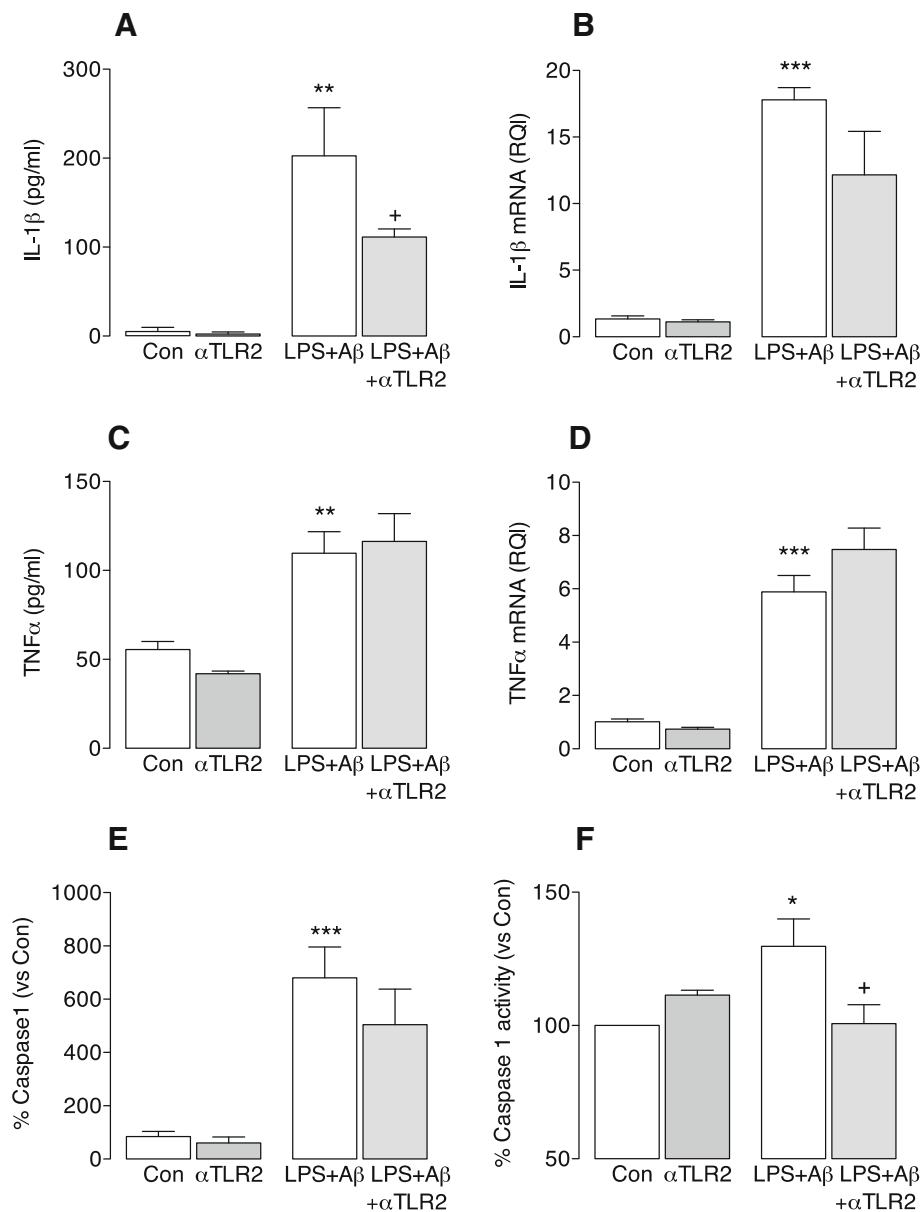 A
IL-1β (pg/ml)
300
200
100
0
**
+
Con αTLR2 LPS+Aβ LPS+Aβ
+αTLR2
B
IL-1β mRNA (RQI)
20
15
10
5
0
***
Con αTLR2 LPS+Aβ LPS+Aβ
+αTLR2
C
TNFα (pg/ml)
150
100
50
0
**
Con αTLR2 LPS+Aβ LPS+Aβ
+αTLR2
D
TNFα mRNA (RQI)
10
8
6
4
2
0
***
Con αTLR2 LPS+Aβ LPS+Aβ
+αTLR2
E
% Caspase1 (vs Con)
1000
800
600
400
200
0
***
Con αTLR2 LPS+Aβ LPS+Aβ
+αTLR2
F
% Caspase 1 activity (vs Con)
150
100
50
*
+
Con αTLR2 LPS+Aβ LPS+Aβ
+αTLR2